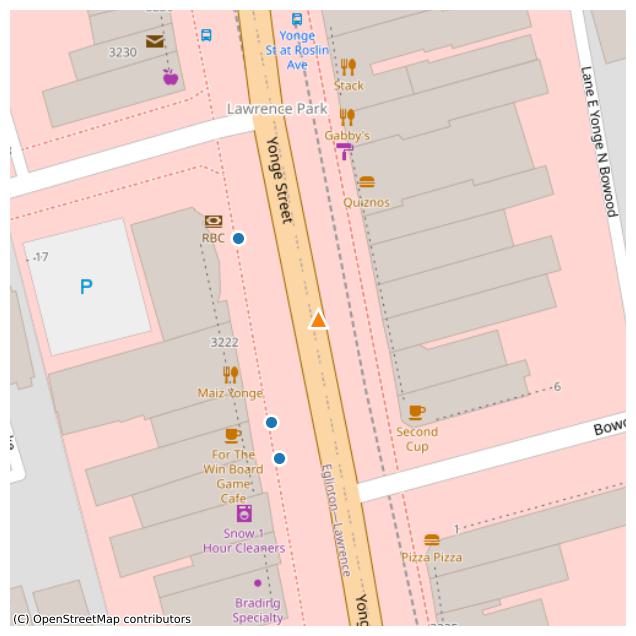 3230
Yonge
St at Roslin
Ave
Stack
Lawrence Park
Gabby's
Lane E Yonge N Bowood
Yonge Street
Quiznos
RBC
-17
P
3222
Maiz Yonge
-6
Second
Cup
For The
Win Board
Game
Cafe
Eglinton—Lawrence
Snow 1
Hour Cleaners
1
Pizza Pizza
Brading
Specialty
(C) OpenStreetMap contributors